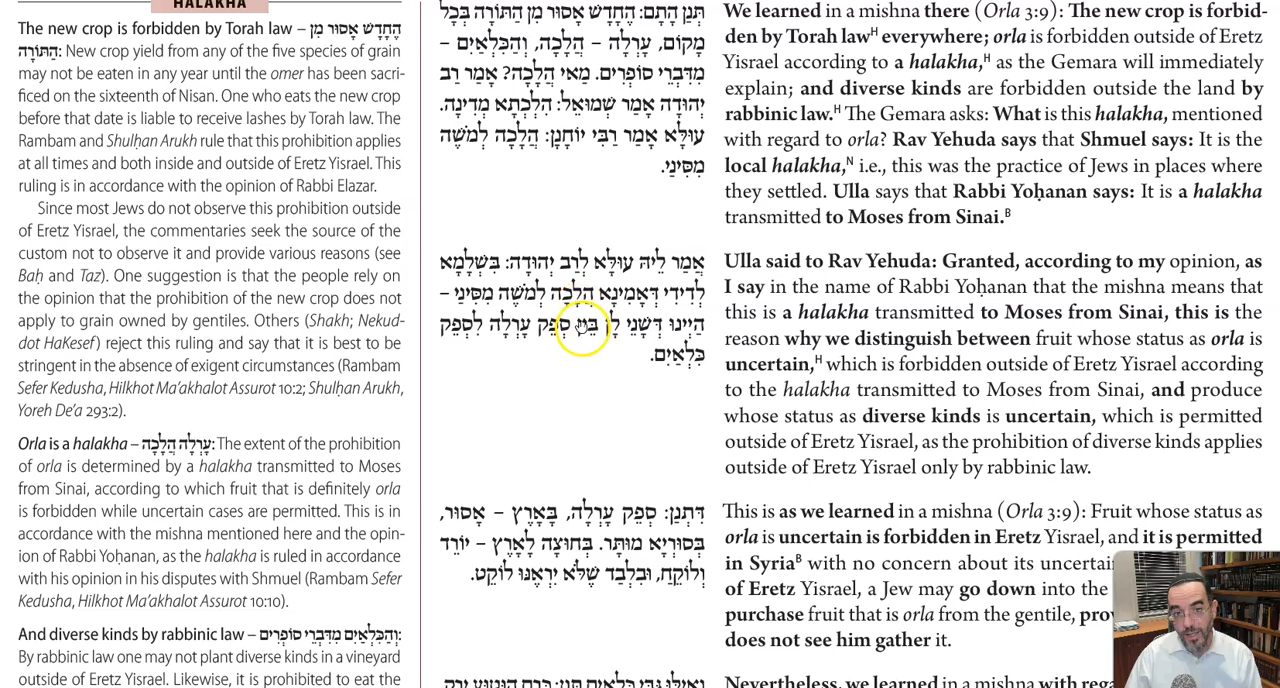 HALAKHA
The new crop is forbidden by Torah law – הֶחָדָשׁ אָסוּר מִן
הַתּוֹרָה: New crop yield from any of the five species of grain
may not be eaten in any year until the omer has been sacri-
ficed on the sixteenth of Nisan. One who eats the new crop
before that date is liable to receive lashes by Torah law. The
Rambam and Shulḥan Arukh rule that this prohibition applies
at all times and both inside and outside of Eretz Yisrael. This
ruling is in accordance with the opinion of Rabbi Elazar.
Since most Jews do not observe this prohibition outside
of Eretz Yisrael, the commentaries seek the source of the
custom not to observe it and provide various reasons (see
Baḥ and Taz). One suggestion is that the people rely on
the opinion that the prohibition of the new crop does not
apply to grain owned by gentiles. Others (Shakh; Nekud-
dot HaKesef) reject this ruling and say that it is best to be
stringent in the absence of exigent circumstances (Rambam
Sefer Kedusha, Hilkhot Ma'akhalot Assurot 10:2; Shulḥan Arukh,
Yoreh De'a 293:2).
Orla is a halakha – עָרְלָה הֲלָכָה: The extent of the prohibition
of orla is determined by a halakha transmitted to Moses
from Sinai, according to which fruit that is definitely orla
is forbidden while uncertain cases are permitted. This is in
accordance with the mishna mentioned here and the opin-
ion of Rabbi Yoḥanan, as the halakha is ruled in accordance
with his opinion in his disputes with Shmuel (Rambam Sefer
Kedusha, Hilkhot Ma'akhalot Assurot 10:10).
And diverse kinds by rabbinic law – וְהַכִּלְאַיִם מִדִּבְרֵי סוֹפְרִים:
By rabbinic law one may not plant diverse kinds in a vineyard
outside of Eretz Yisrael. Likewise, it is prohibited to eat the
תְּנַן הָתָם: הֶחָדָשׁ אָסוּר מִן הַתּוֹרָה בְּכׇל
מָקוֹם, עׇרְלָה – הֲלָכָה, וְהַכִּלְאַיִם –
מִדִּבְרֵי סוֹפְרִים. מַאי הֲלָכָה? אָמַר רַב
יְהוּדָה אָמַר שְׁמוּאֵל: הִלְכְתָא מְדִינָה.
עוּלָּא אָמַר רַבִּי יוֹחָנָן: הֲלָכָה לְמֹשֶׁה
מִסִּינַי.
אֲמַר לֵיהּ עוּלָּא לְרַב יְהוּדָה: בִּשְׁלָמָא
לְדִידִי דְּאָמֵינָא הֲלָכָה לְמֹשֶׁה מִסִּינַי –
הַיְינוּ דְּשָׁנֵי לַן בֵּין סְפֵק עׇרְלָה לִסְפֵק
כִּלְאַיִם.
דִּתְנַן: סְפֵק עׇרְלָה, בָּאָרֶץ – אָסוּר,
בְּסוּרְיָא מוּתָּר. בְּחוּצָה לָאָרֶץ – יוֹרֵד
וְלוֹקֵחַ, וּבִלְבַד שֶׁלֹּא יִרְאֶנּוּ לוֹקֵט.
וְאִילּוּ גַּבֵּי כִּלְאַיִם תְּנַן: כֶּרֶם הַנָּטוּעַ יָרָק
We learned in a mishna there (Orla 3:9): The new crop is forbid-
den by Torah lawᴴ everywhere; orla is forbidden outside of Eretz
Yisrael according to a halakha,ᴴ as the Gemara will immediately
explain; and diverse kinds are forbidden outside the land by
rabbinic law.ᴴ The Gemara asks: What is this halakha, mentioned
with regard to orla? Rav Yehuda says that Shmuel says: It is the
local halakha,ᴺ i.e., this was the practice of Jews in places where
they settled. Ulla says that Rabbi Yoḥanan says: It is a halakha
transmitted to Moses from Sinai.ᴮ
Ulla said to Rav Yehuda: Granted, according to my opinion, as
I say in the name of Rabbi Yoḥanan that the mishna means that
this is a halakha transmitted to Moses from Sinai, this is the
reason why we distinguish between fruit whose status as orla is
uncertain,ᴴ which is forbidden outside of Eretz Yisrael according
to the halakha transmitted to Moses from Sinai, and produce
whose status as diverse kinds is uncertain, which is permitted
outside of Eretz Yisrael, as the prohibition of diverse kinds applies
outside of Eretz Yisrael only by rabbinic law.
This is as we learned in a mishna (Orla 3:9): Fruit whose status as
orla is uncertain is forbidden in Eretz Yisrael, and it is permitted
in Syriaᴮ with no concern about its uncertain
of Eretz Yisrael, a Jew may go down into the
purchase fruit that is orla from the gentile,
does not see him gather it.
Nevertheless, we learned in a mishna with